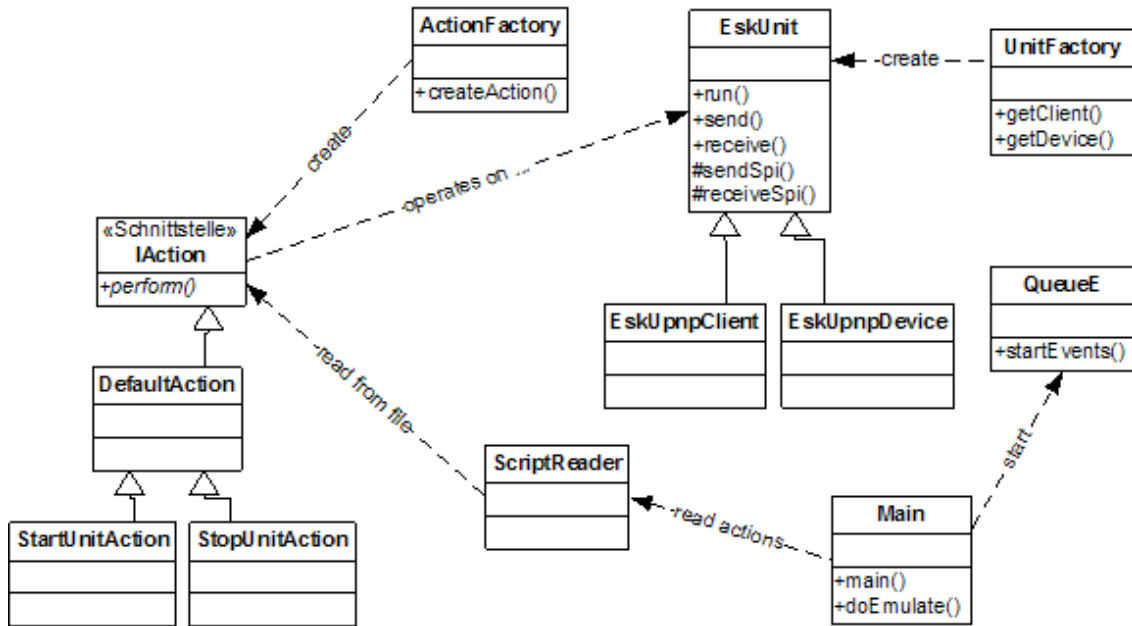 ActionFactory
+createAction()
EskUnit
+run()
+send()
+receive()
#sendSpi()
#receiveSpi()
create
UnitFactory
+getClient()
+getDevice()
create
operates on ...
«Schnittstelle»
IAction
+perform()
EskUpnpClient
EskUpnpDevice
QueueE
+startEvents()
read from file
DefaultAction
start
ScriptReader
read actions
Main
+main()
+doEmulate()
StartUnitAction
StopUnitAction